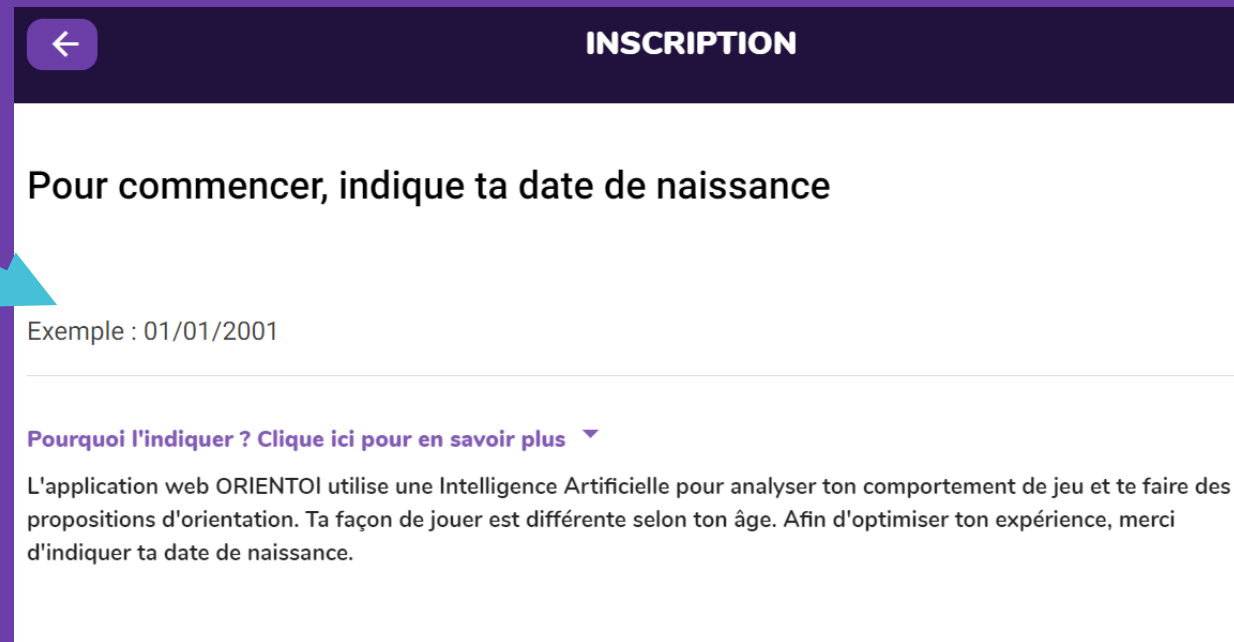 INSCRIPTION
Pour commencer, indique ta date de naissance
Exemple : 01/01/2001
Pourquoi l'indiquer ? Clique ici pour en savoir plus
L'application web ORIENTOI utilise une Intelligence Artificielle pour analyser ton comportement de jeu et te faire des
propositions d'orientation. Ta façon de jouer est différente selon ton âge. Afin d'optimiser ton expérience, merci
d'indiquer ta date de naissance.